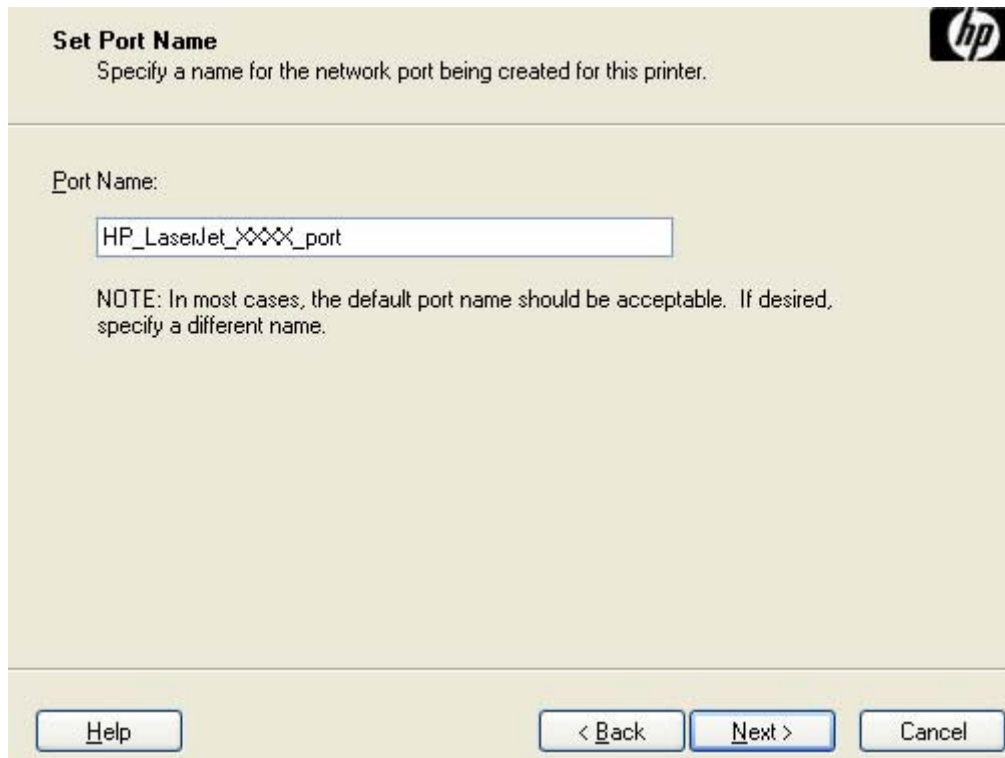 Set Port Name
Specify a name for the network port being created for this printer.
hp
Port Name:
HP_LaserJet_XXXX_port
NOTE: In most cases, the default port name should be acceptable.  If desired,
specify a different name.
Help
< Back
Next >
Cancel